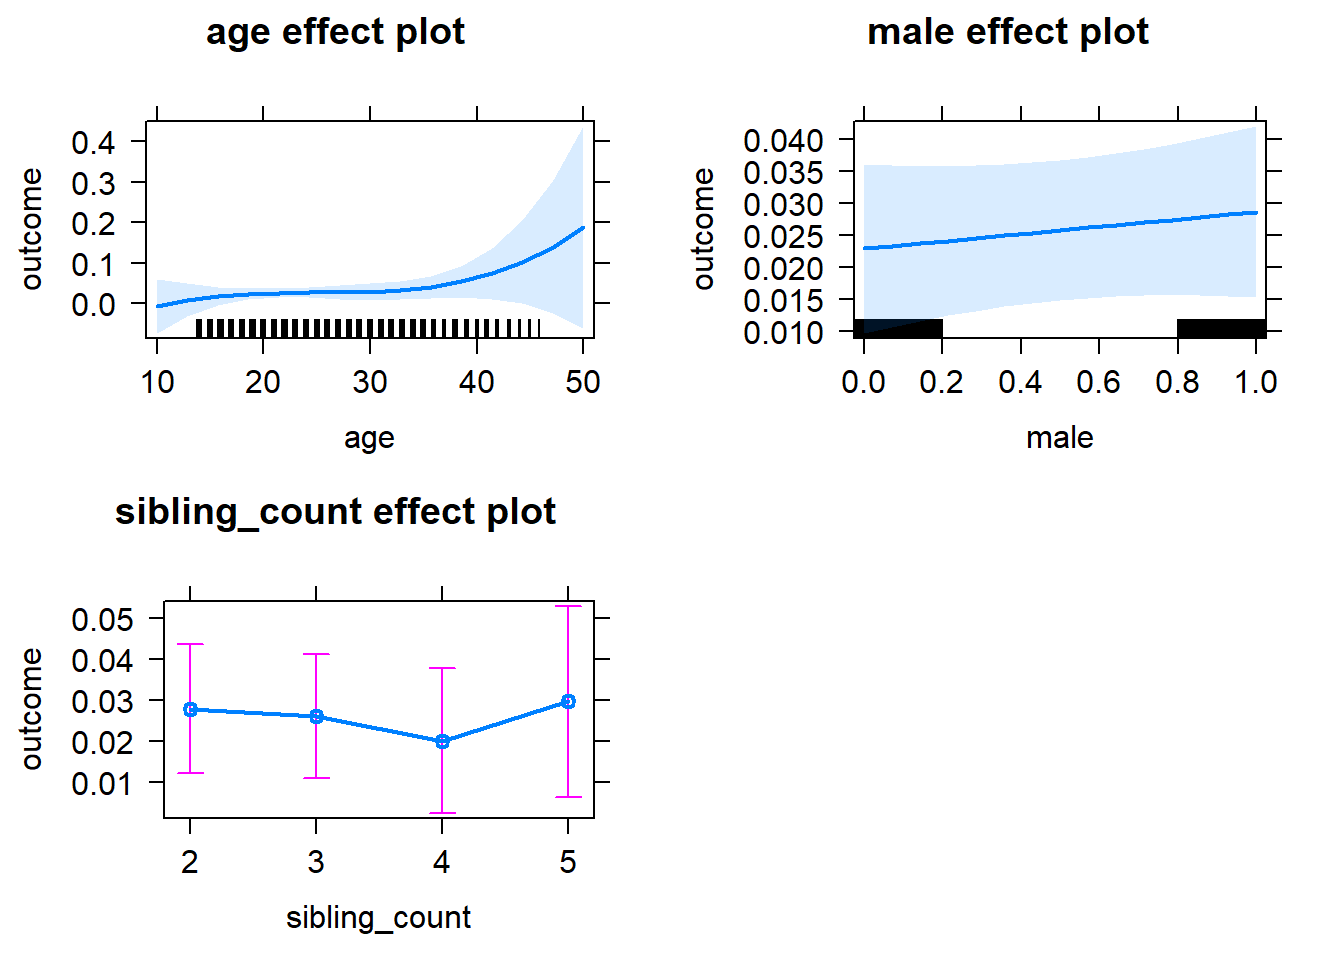 age effect plot
outcome
0.4
0.3
0.2
0.1
0.0
10 20 30 40 50
age
male effect plot
outcome
0.040
0.035
0.030
0.025
0.020
0.015
0.010
0.0 0.2 0.4 0.6 0.8 1.0
male
sibling_count effect plot
outcome
0.05
0.04
0.03
0.02
0.01
2 3 4 5
sibling_count